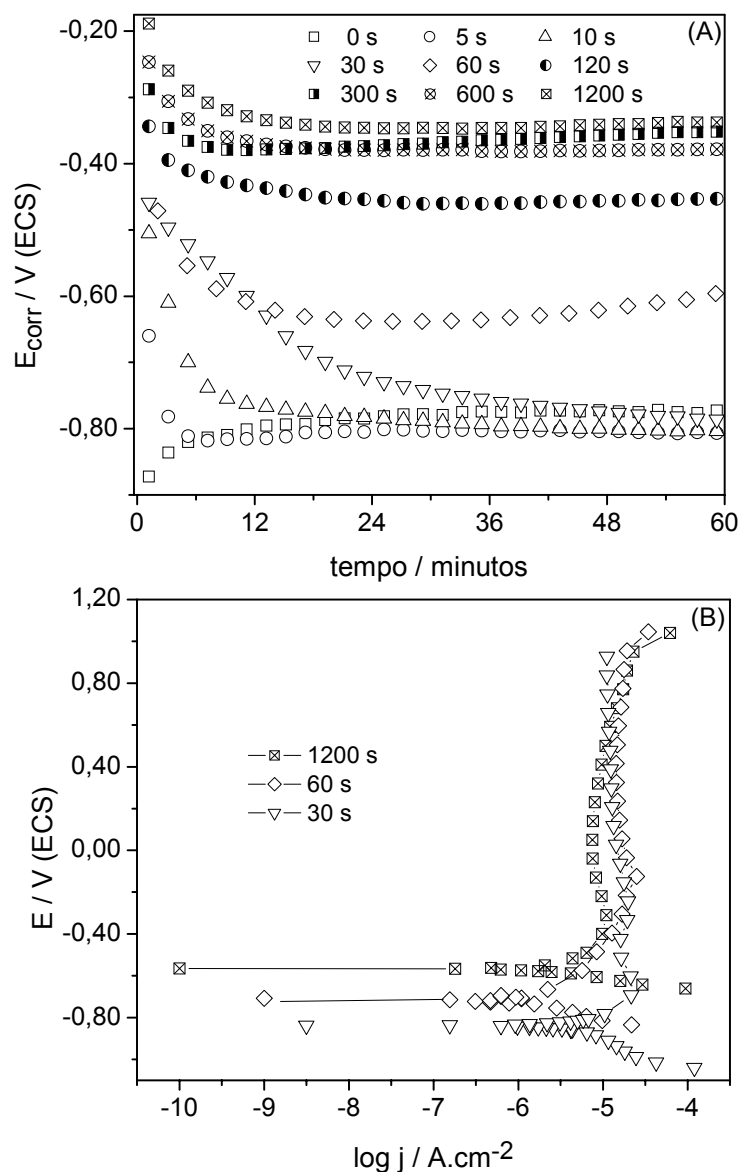 (A)
0 s 5 s 10 s
30 s 60 s 120 s
300 s 600 s 1200 s
-0,20
-0,40
-0,60
-0,80
E_corr / V (ECS)
0 12 24 36 48 60
tempo / minutos
(B)
1,20
0,80
0,40
0,00
-0,40
-0,80
E / V (ECS)
1200 s
60 s
30 s
-10 -9 -8 -7 -6 -5 -4
log j / A.cm⁻²